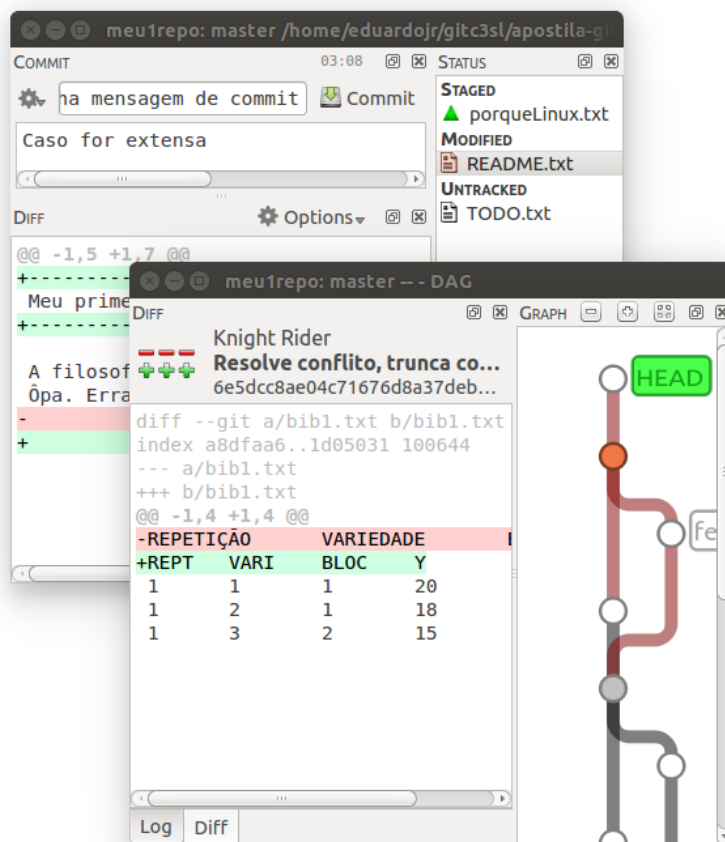 meu1repo: master /home/eduardojr/gitc3sl/apostila-gi
COMMIT 03:08
ha mensagem de commit Commit
Caso for extensa
DIFF Options
STATUS
STAGED
porqueLinux.txt
MODIFIED
README.txt
UNTRACKED
TODO.txt
@@ -1,5 +1,7 @@
+---------
Meu prime
+---------
A filosof
Ôpa. Erra
-
+
meu1repo: master -- - DAG
DIFF
Knight Rider
Resolve conflito, trunca co...
6e5dcc8ae04c71676d8a37deb...
diff --git a/bib1.txt b/bib1.txt
index a8dfaa6..1d05031 100644
--- a/bib1.txt
+++ b/bib1.txt
@@ -1,4 +1,4 @@
-REPETIÇÃO VARIEDADE
+REPT VARI BLOC Y
1 1 1 20
1 2 1 18
1 3 2 15
Log Diff
GRAPH
HEAD
fe